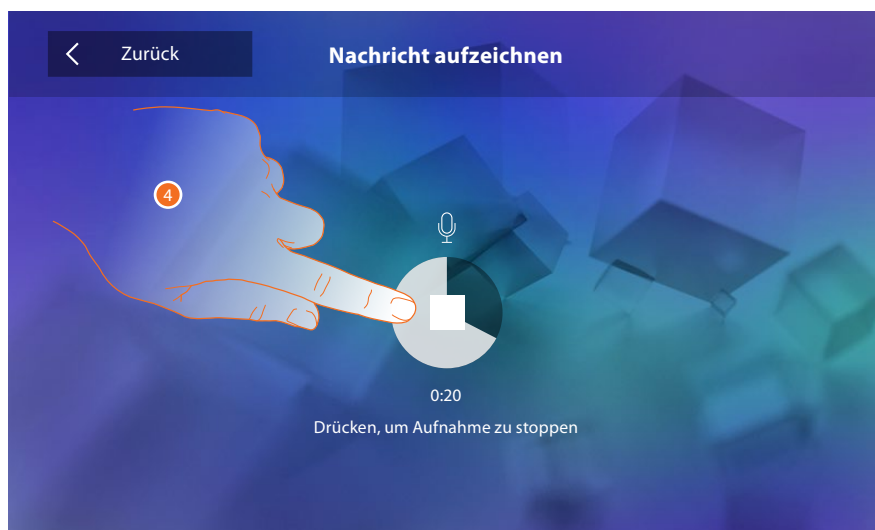 Zurück
Nachricht aufzeichnen
4
0:20
Drücken, um Aufnahme zu stoppen